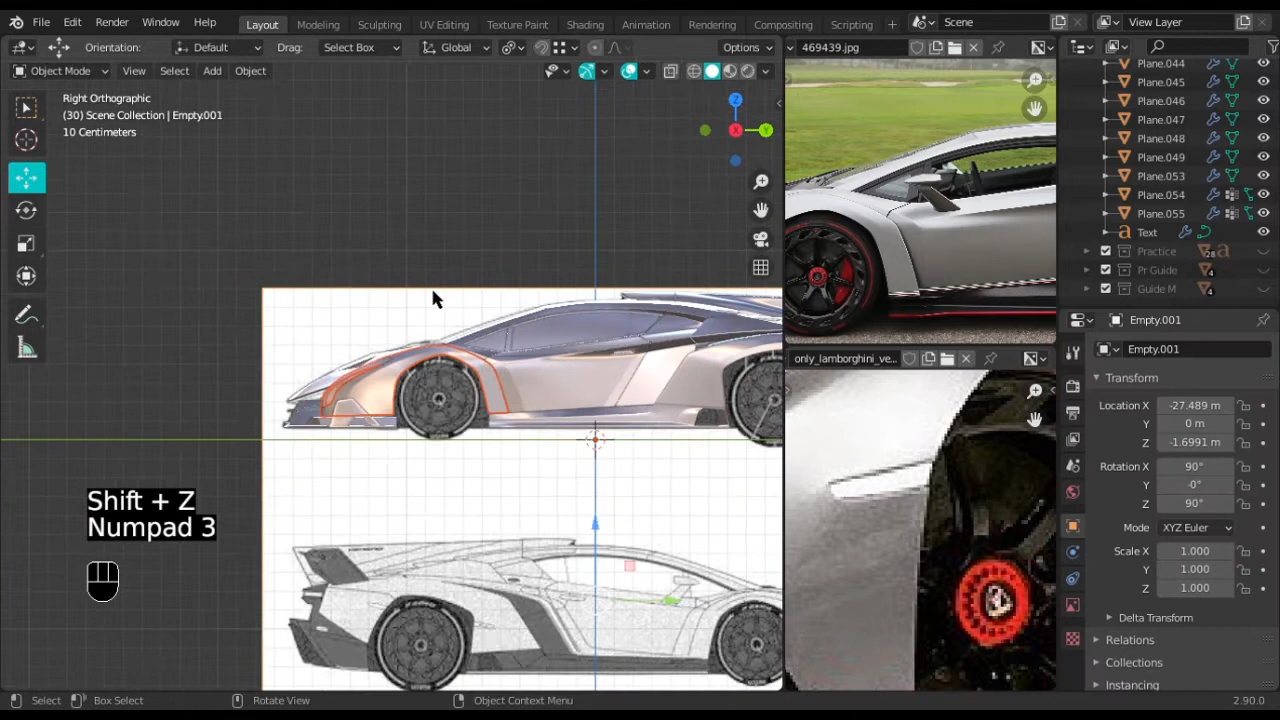 File Edit Render Window Help Layout Modeling Sculpting UV Editing Texture Paint Shading Animation Rendering Compositing Scripting + Scene View Layer
Orientation: Default Drag: Select Box Global Options
469439.jpg
Object Mode View Select Add Object
Right Orthographic
(30) Scene Collection | Empty.001
10 Centimeters
Z
X
Y
Plane.044
Plane.045
Plane.046
Plane.047
Plane.048
Plane.049
Plane.053
Plane.054
Plane.055
Text
Practice 28
Pr Guide 4
Guide M 4
Empty.001
Empty.001
only_lamborghini_ve...
Transform
Location X -27.489 m
Y 0 m
Z -1.6991 m
Rotation X 90°
Y -0°
Z 90°
Mode XYZ Euler
Scale X 1.000
Y 1.000
Z 1.000
Delta Transform
Relations
Collections
Instancing
Shift + Z
Numpad 3
Select Box Select Rotate View Object Context Menu 2.90.0